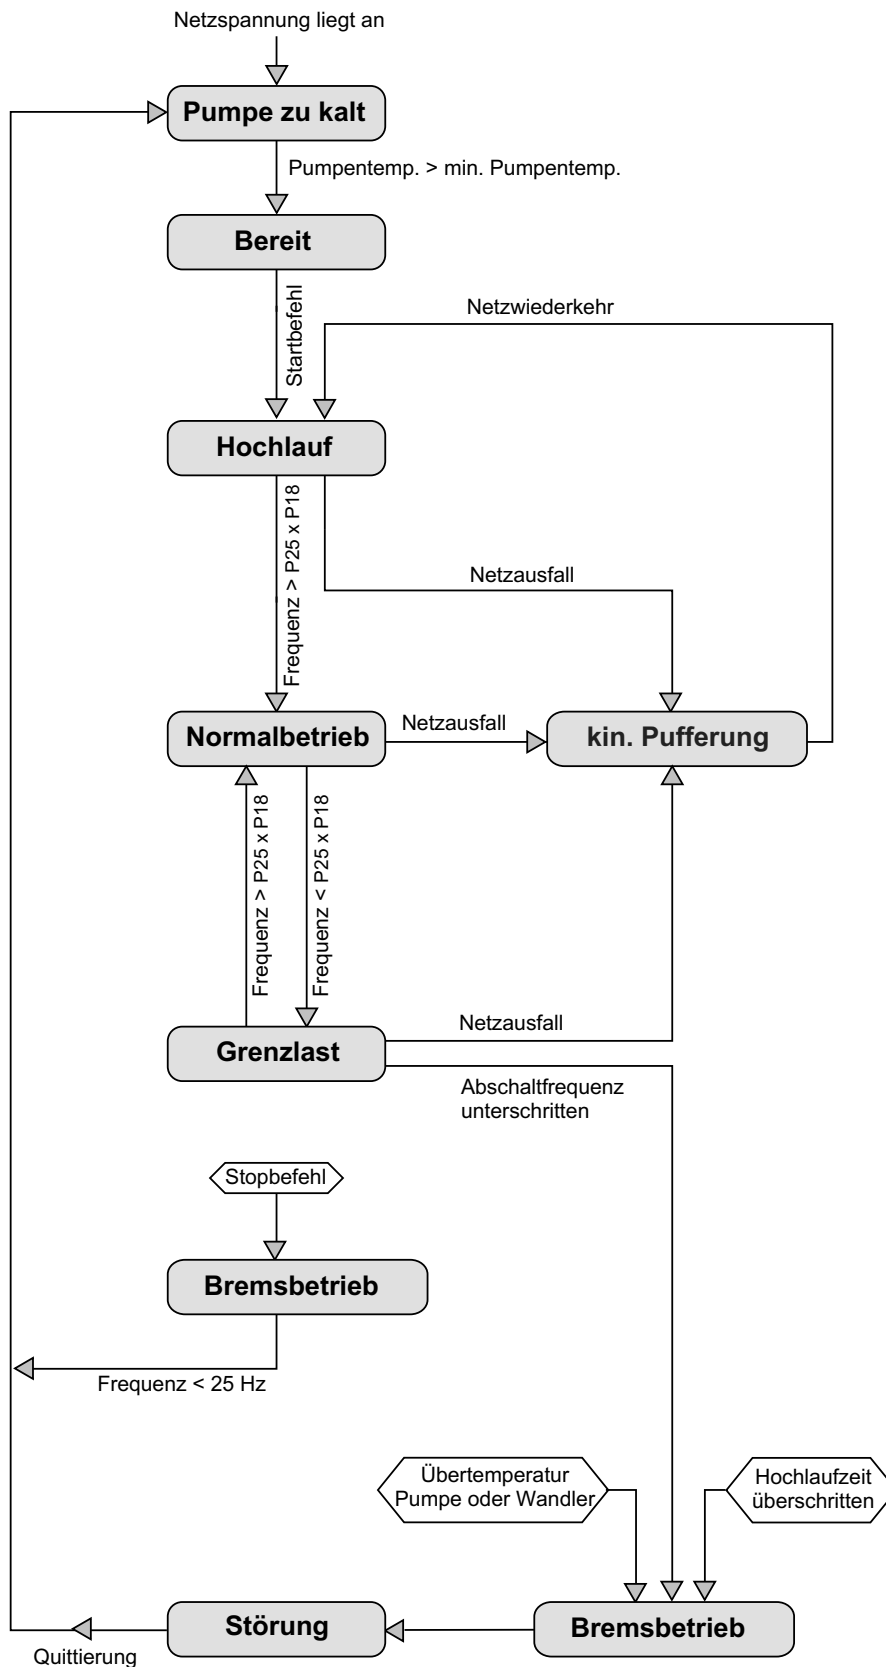 Netzspannung liegt an
Pumpe zu kalt
Pumpentemp. > min. Pumpentemp.
Bereit
Startbefehl
Netzwiederkehr
Hochlauf
Frequenz > P25 x P18
Netzausfall
Normalbetrieb
Netzausfall
kin. Pufferung
Frequenz > P25 x P18
Frequenz < P25 x P18
Grenzlast
Netzausfall
Abschaltfrequenz
unterschritten
Stopbefehl
Bremsbetrieb
Frequenz < 25 Hz
Übertemperatur
Pumpe oder Wandler
Hochlaufzeit
überschritten
Störung
Bremsbetrieb
Quittierung